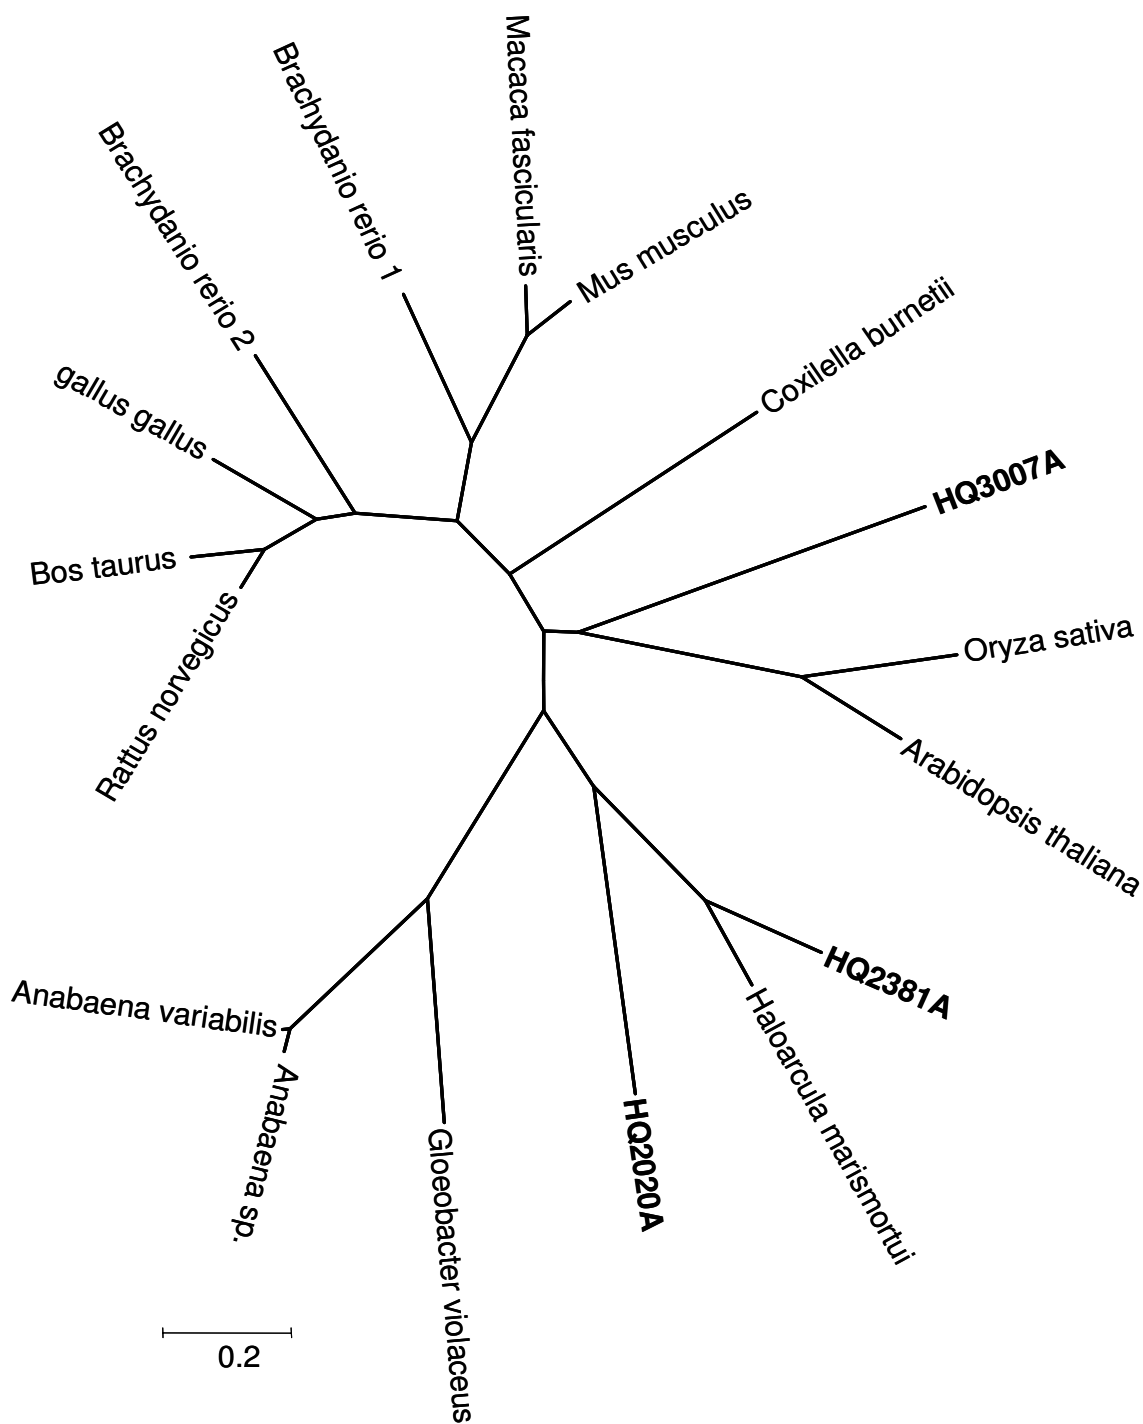 Macaca fascicularis
Brachydanio rerio 1
Brachydanio rerio 2
Mus musculus
Coxilella burnetii
gallus gallus
HQ3007A
Bos taurus
Oryza sativa
Rattus norvegicus
Arabidopsis thaliana
HQ2381A
Anabaena variabilis
Haloarcula marismortui
Anabaena sp.
HQ2020A
Gloeobacter violaceus
0.2